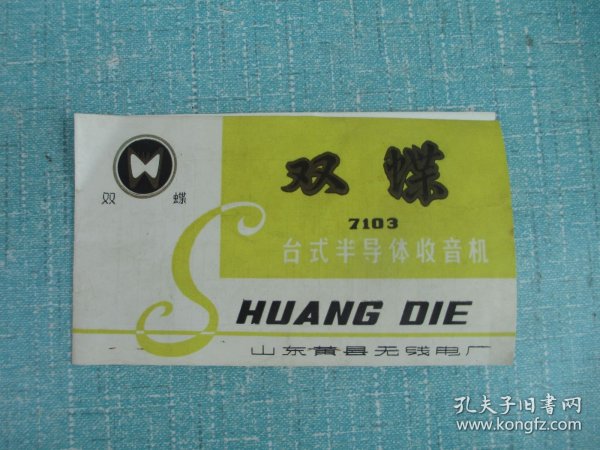 双蝶
双蝶
7103
台式半导体收音机
SHUANG DIE
山东黄县无线电厂
孔夫子旧书网
www.kongfz.com